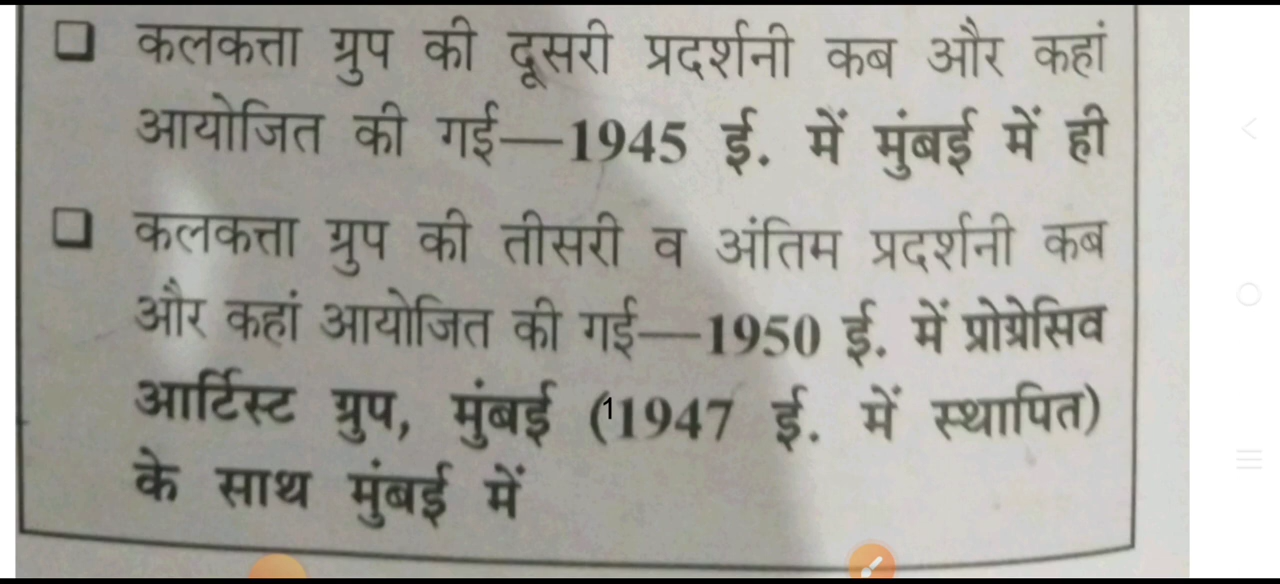 ❑ कलकत्ता ग्रुप की दूसरी प्रदर्शनी कब और कहां
आयोजित की गई—1945 ई. में मुंबई में ही
❑ कलकत्ता ग्रुप की तीसरी व अंतिम प्रदर्शनी कब
और कहां आयोजित की गई—1950 ई. में प्रोग्रेसिव
आर्टिस्ट ग्रुप, मुंबई (1947 ई. में स्थापित)
के साथ मुंबई में